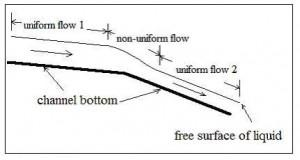 uniform flow 1
non-uniform flow
uniform flow 2
channel bottom
free surface of liquid